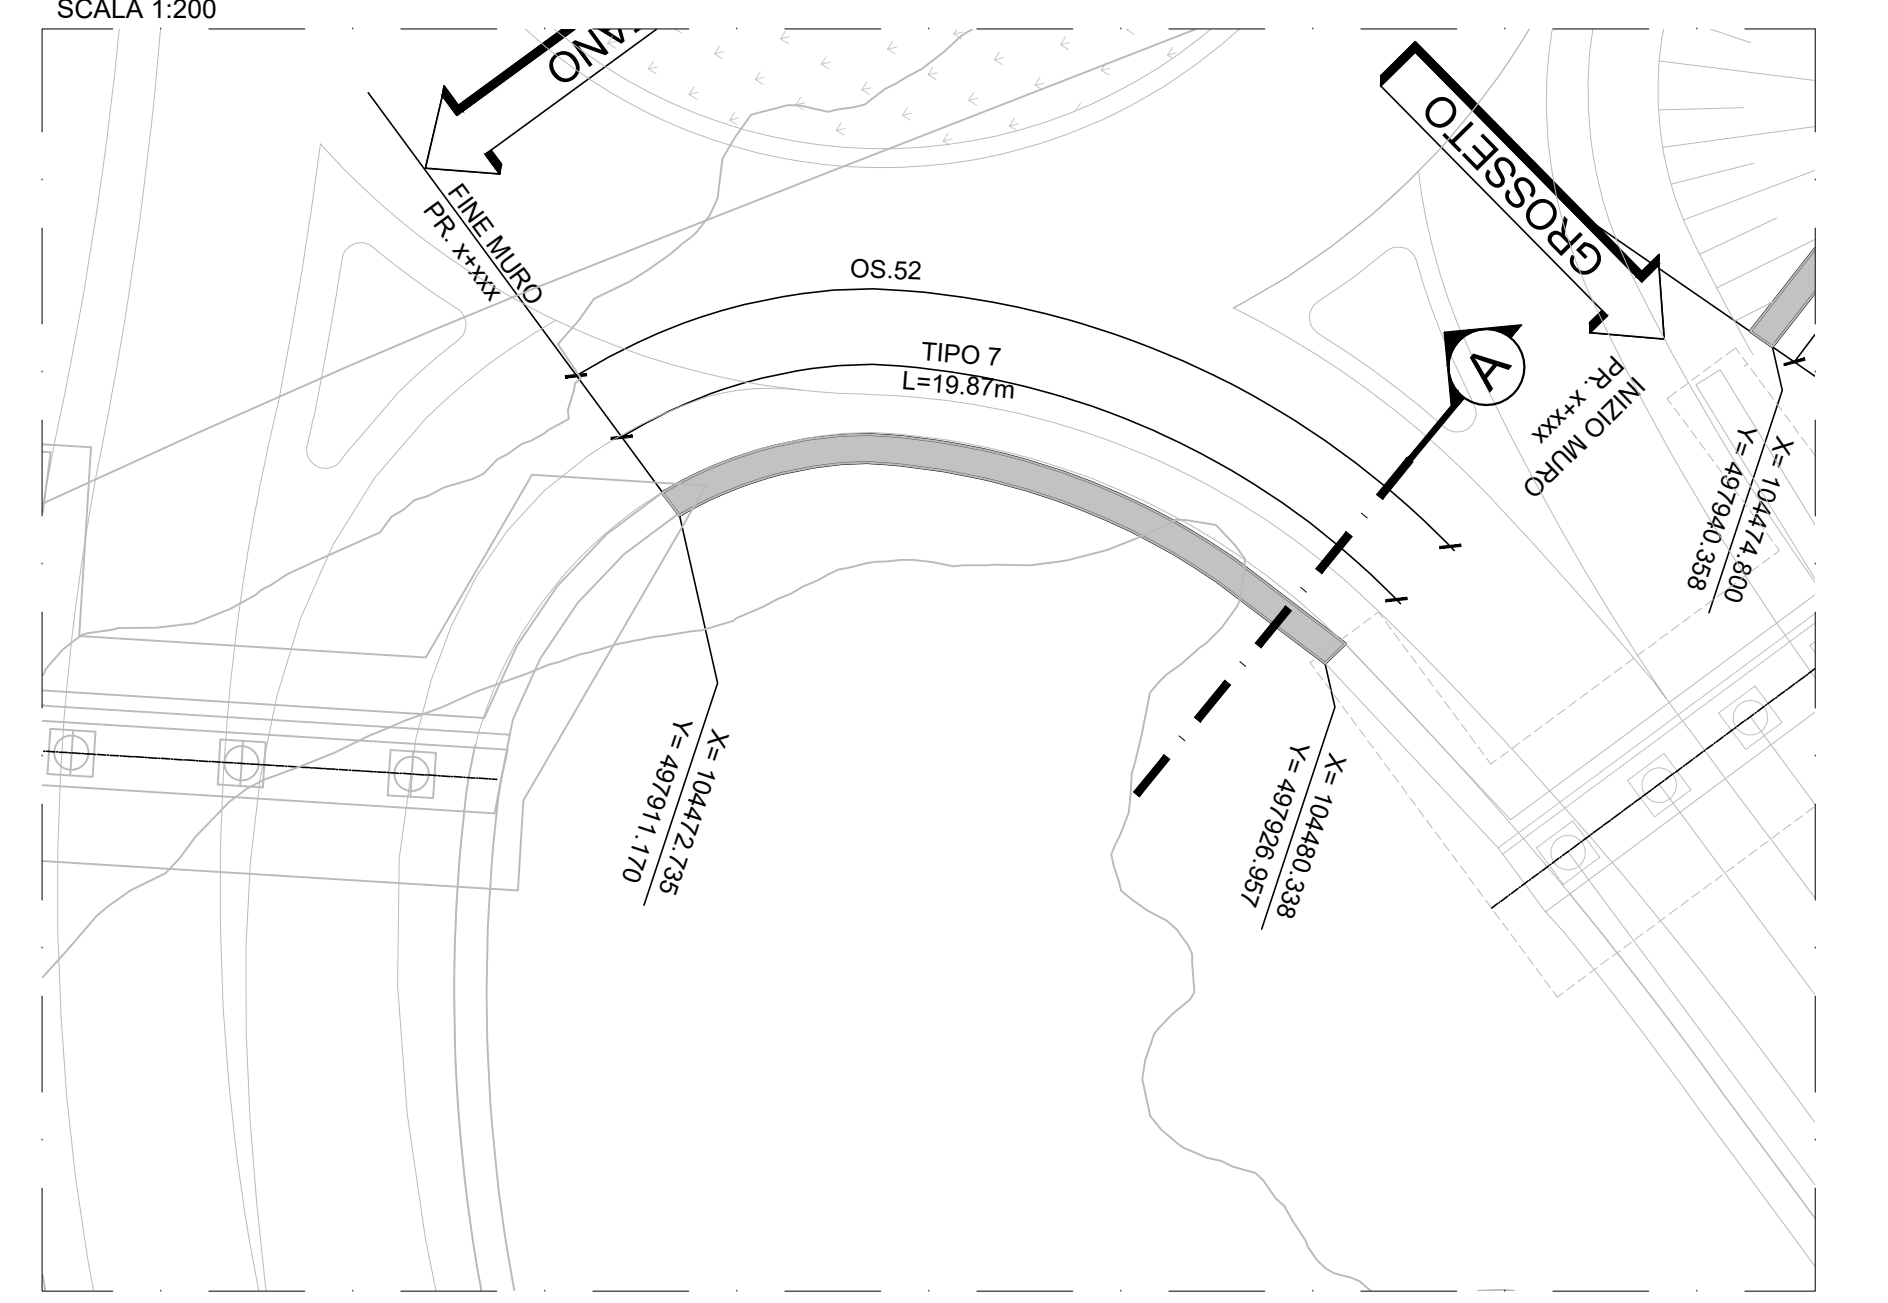 SCALA 1:200
ANO
GROSSETO
FINE MURO
PR. x+xxx
OS.52
TIPO 7
L=19.87m
A
INIZIO MURO
PR. x+xxx
X= 104474.800
Y= 497940.358
X= 104472.735
Y= 497911.170
X= 104480.338
Y= 497926.957